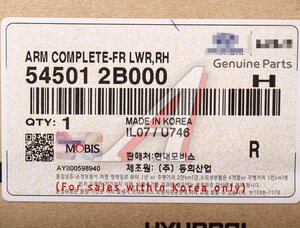 ARM COMPLETE-FR LWR,RH
54501 2B000
Genuine Parts
H
QTY: 1
MADE IN KOREA
IL07 / U746
MOBIS
R
AYII00598940
판매처:현대모비스
제조원: (주) 동희산업
(For sales within Korea only)
HYUNDAI